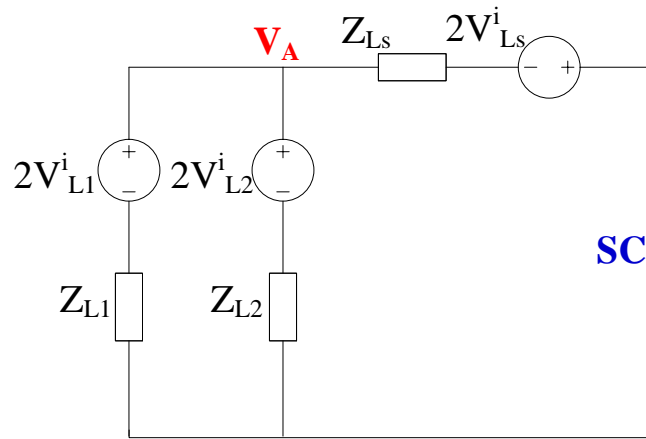 V_A
Z_Ls
2V^i_Ls
- +
+ +
2V^i_L1
2V^i_L2
- -
SC
Z_L1
Z_L2